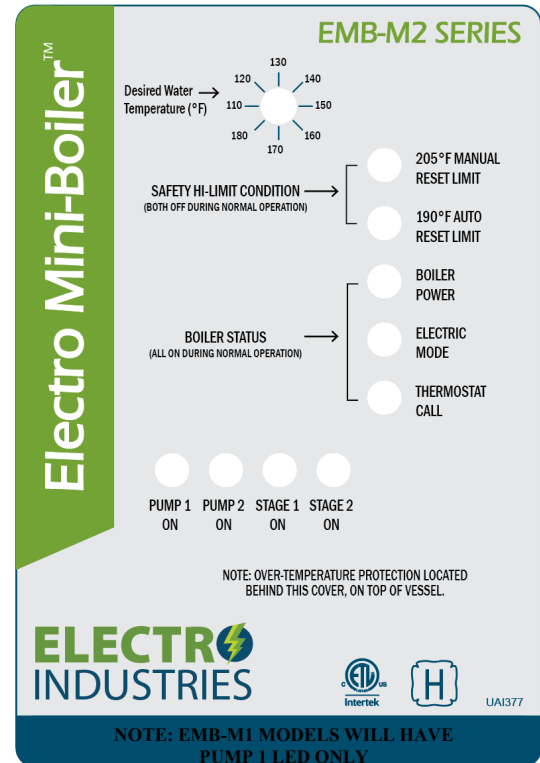 EMB-M2 SERIES
Electro Mini-Boiler™
130
120
140
Desired Water
Temperature (°F)
110
150
180
160
170
205°F MANUAL
RESET LIMIT
SAFETY HI-LIMIT CONDITION
(BOTH OFF DURING NORMAL OPERATION)
190°F AUTO
RESET LIMIT
BOILER
POWER
BOILER STATUS
(ALL ON DURING NORMAL OPERATION)
ELECTRIC
MODE
THERMOSTAT
CALL
PUMP 1
ON
PUMP 2
ON
STAGE 1
ON
STAGE 2
ON
NOTE: OVER-TEMPERATURE PROTECTION LOCATED
BEHIND THIS COVER, ON TOP OF VESSEL.
ELECTRO
INDUSTRIES
C ETL US
Intertek
H
UAI377
NOTE: EMB-M1 MODELS WILL HAVE
PUMP 1 LED ONLY